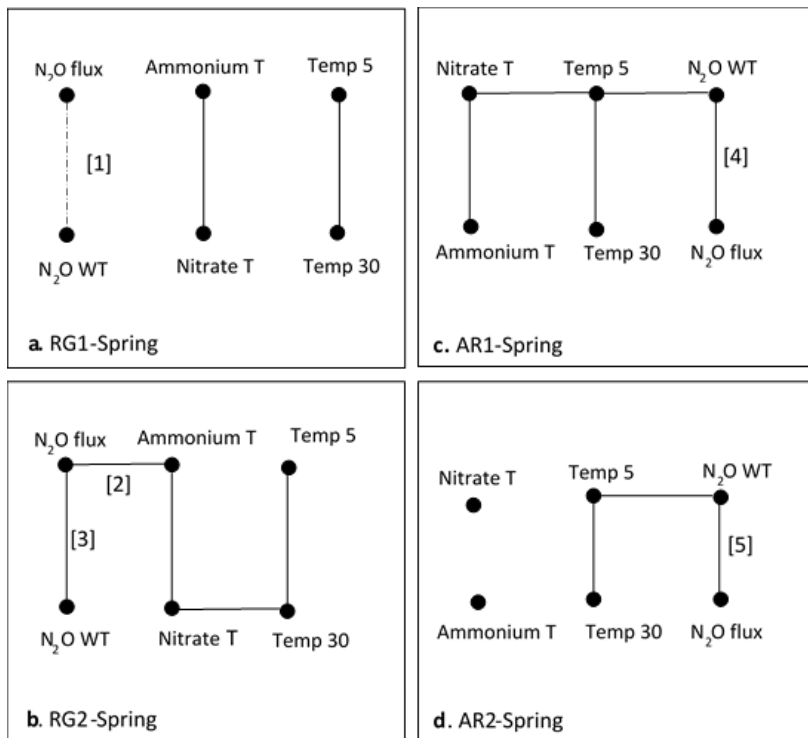 N₂O flux Ammonium T Temp 5
[1]
N₂O WT Nitrate T Temp 30
a. RG1-Spring
Nitrate T Temp 5 N₂O WT
[4]
Ammonium T Temp 30 N₂O flux
c. AR1-Spring
N₂O flux Ammonium T Temp 5
[2]
[3]
N₂O WT Nitrate T Temp 30
b. RG2-Spring
Nitrate T Temp 5 N₂O WT
[5]
Ammonium T Temp 30 N₂O flux
d. AR2-Spring